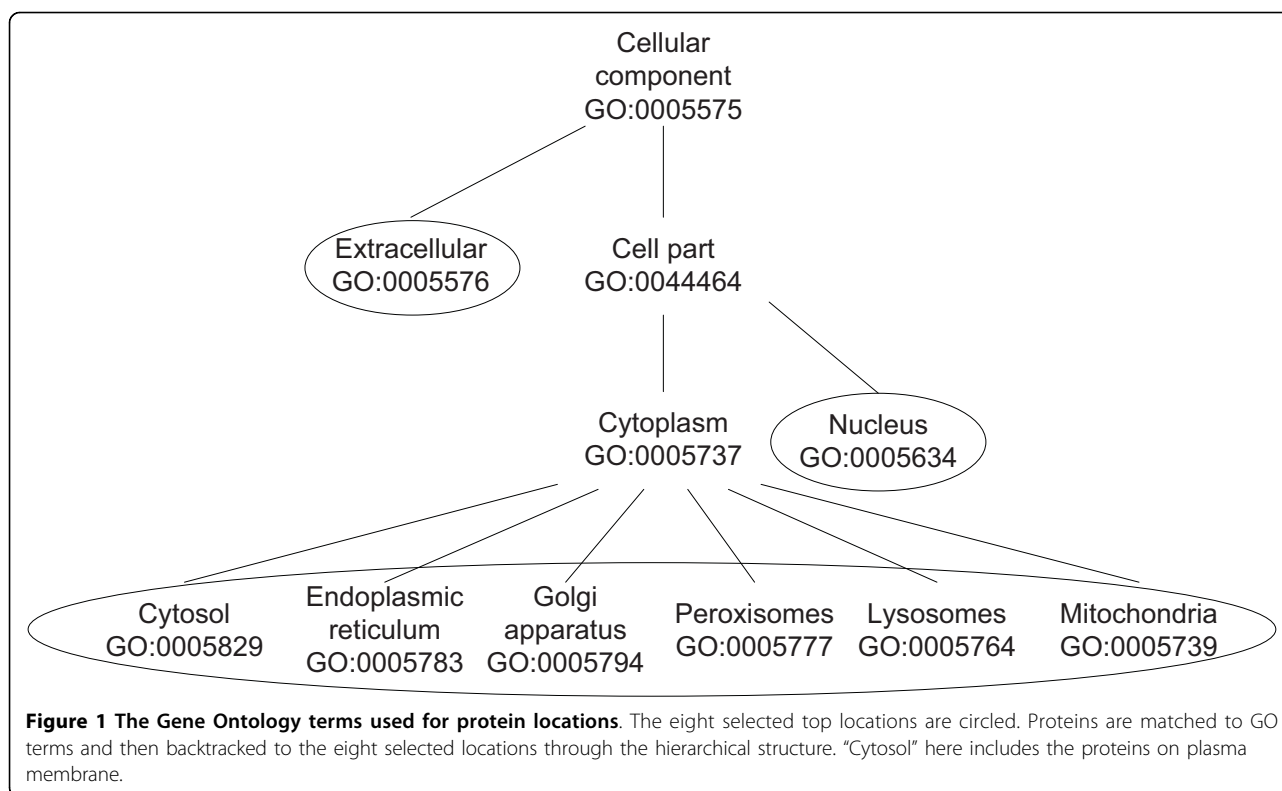 Cellular
component
GO:0005575
Extracellular
GO:0005576
Cell part
GO:0044464
Cytoplasm
GO:0005737
Nucleus
GO:0005634
Cytosol
GO:0005829
Endoplasmic
reticulum
GO:0005783
Golgi
apparatus
GO:0005794
Peroxisomes
GO:0005777
Lysosomes
GO:0005764
Mitochondria
GO:0005739
Figure 1 The Gene Ontology terms used for protein locations. The eight selected top locations are circled. Proteins are matched to GO
terms and then backtracked to the eight selected locations through the hierarchical structure. “Cytosol” here includes the proteins on plasma
membrane.